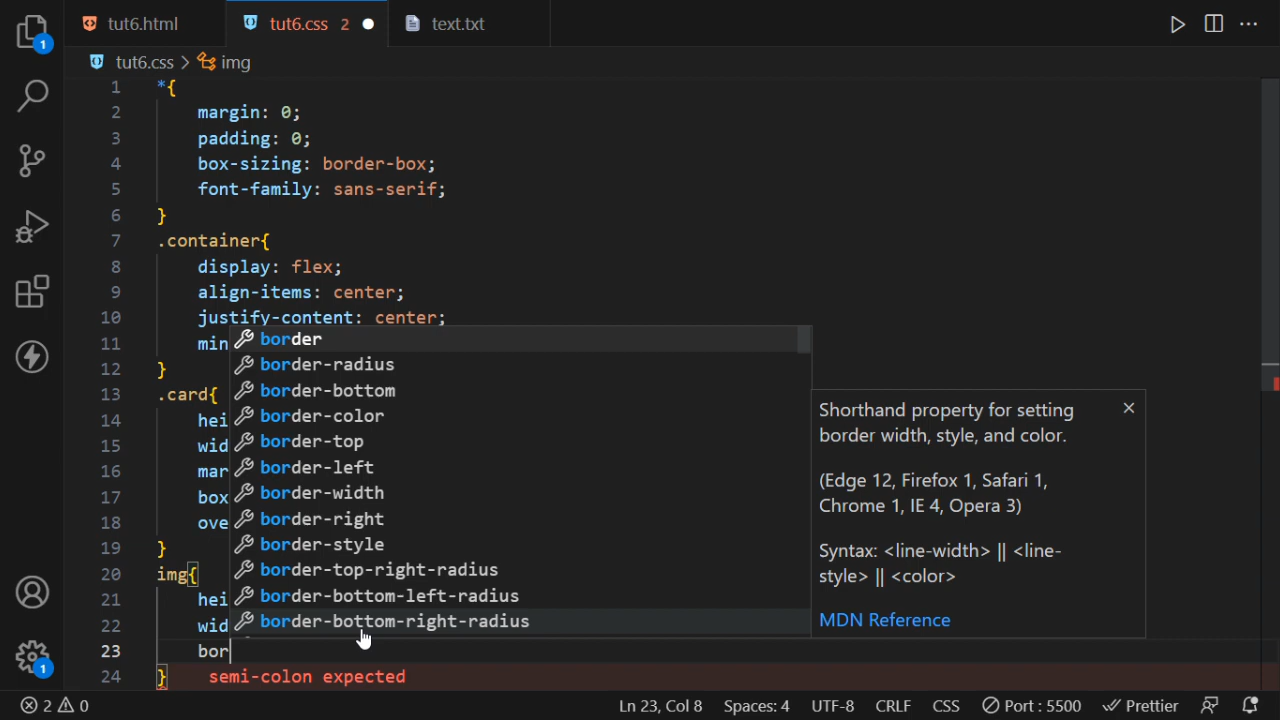 tut6.html tut6.css 2 text.txt
1
tut6.css > img
1 *{
2 margin: 0;
3 padding: 0;
4 box-sizing: border-box;
5 font-family: sans-serif;
6 }
7 .container{
8 display: flex;
9 align-items: center;
10 justify-content: center;
11 min
12 }
13 .card{
14 hei
15 wid
16 mar
17 box
18 ove
19 }
20 img{
21 hei
22 wid
23 bor
24 } semi-colon expected
border
border-radius
border-bottom
border-color
border-top
border-left
border-width
border-right
border-style
border-top-right-radius
border-bottom-left-radius
border-bottom-right-radius
Shorthand property for setting
border width, style, and color.
(Edge 12, Firefox 1, Safari 1,
Chrome 1, IE 4, Opera 3)
Syntax: <line-width> || <line-
style> || <color>
MDN Reference
1
2 0 Ln 23, Col 8 Spaces: 4 UTF-8 CRLF CSS Port : 5500 Prettier